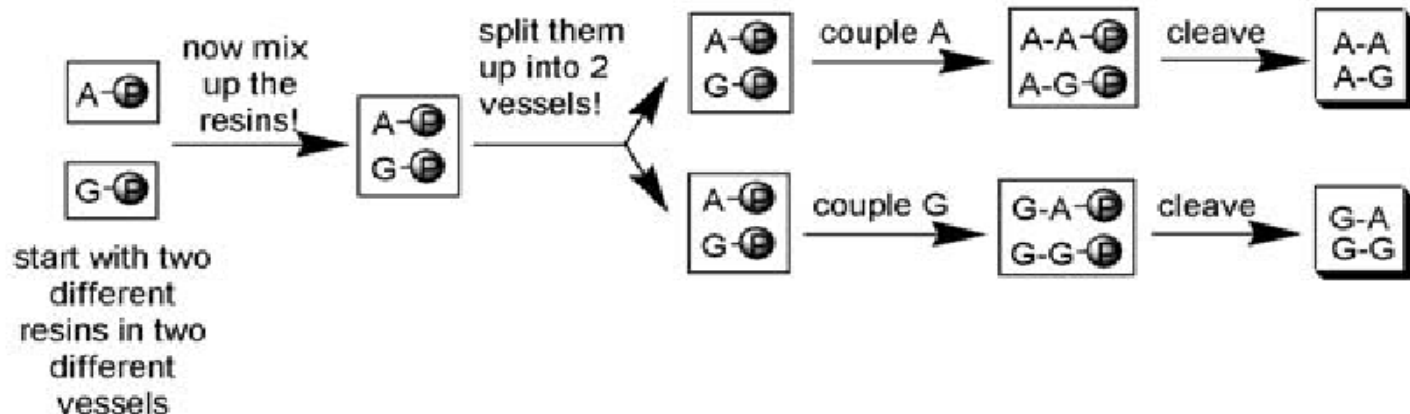 A-P
G-P
start with two
different
resins in two
different
vessels
now mix
up the
resins!
A-P
G-P
split them
up into 2
vessels!
A-P
G-P
couple A
A-A-P
A-G-P
cleave
A-A
A-G
A-P
G-P
couple G
G-A-P
G-G-P
cleave
G-A
G-G